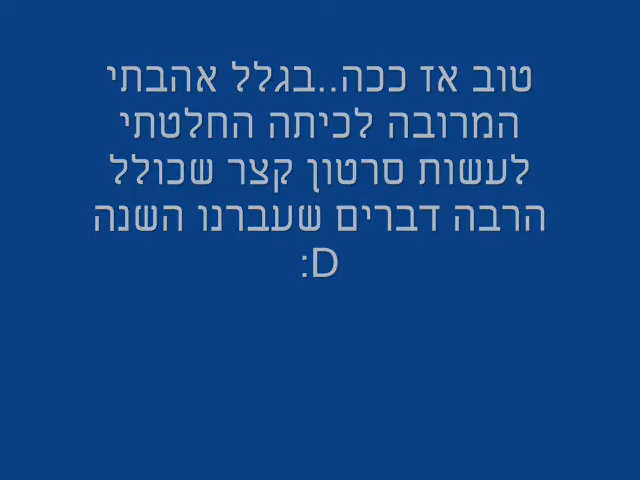 טוב אז ככה..בגלל אהבתי
המרובה לכיתה החלטתי
לעשות סרטון קצר שכולל
הרבה דברים שעברנו השנה
:D